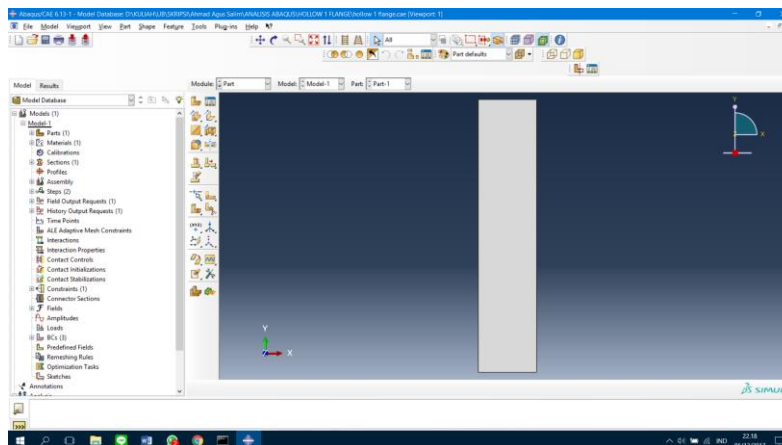 Abaqus/CAE 6.13-1 - Model Database: D:\KULIAH\UB\SKRIPSI\Ahmad Agus Salim\ANALISIS ABAQUS\HOLLOW 1 FLANGE\hollow 1 flange.cae [Viewport: 1]
File Model Viewport View Part Shape Feature Tools Plug-ins Help
All
Part defaults
Model Results
Module: Part Model: Model-1 Part: Part-1
Model Database
Models (1)
Model-1
Parts (1)
Materials (1)
Calibrations
Sections (1)
Profiles
Assembly
Steps (2)
Field Output Requests (1)
History Output Requests (1)
Time Points
ALE Adaptive Mesh Constraints
Interactions
Interaction Properties
Contact Controls
Contact Initializations
Contact Stabilizations
Constraints (1)
Connector Sections
Fields
Amplitudes
Loads
BCs (3)
Predefined Fields
Remeshing Rules
Optimization Tasks
Sketches
Annotations
Y
X
Y
X
SIMULI
>>>
IND
22.18